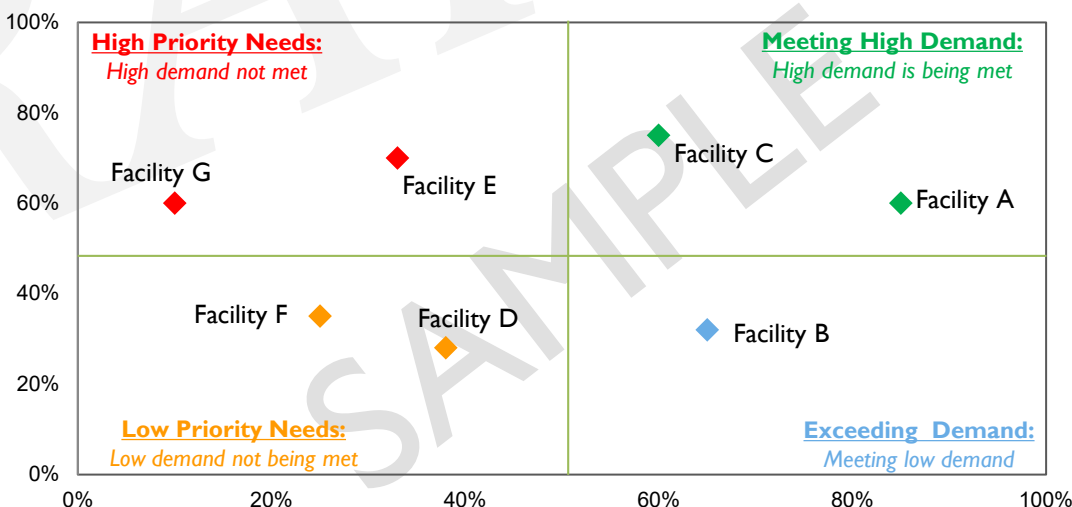 100%
High Priority Needs:
High demand not met
Meeting High Demand:
High demand is being met
80%
Facility G
Facility E
Facility C
60%
Facility A
40%
Facility F
Facility D
Facility B
20%
Low Priority Needs:
Low demand not being met
Exceeding Demand:
Meeting low demand
0%
0% 20% 40% 60% 80% 100%
SAMPLE